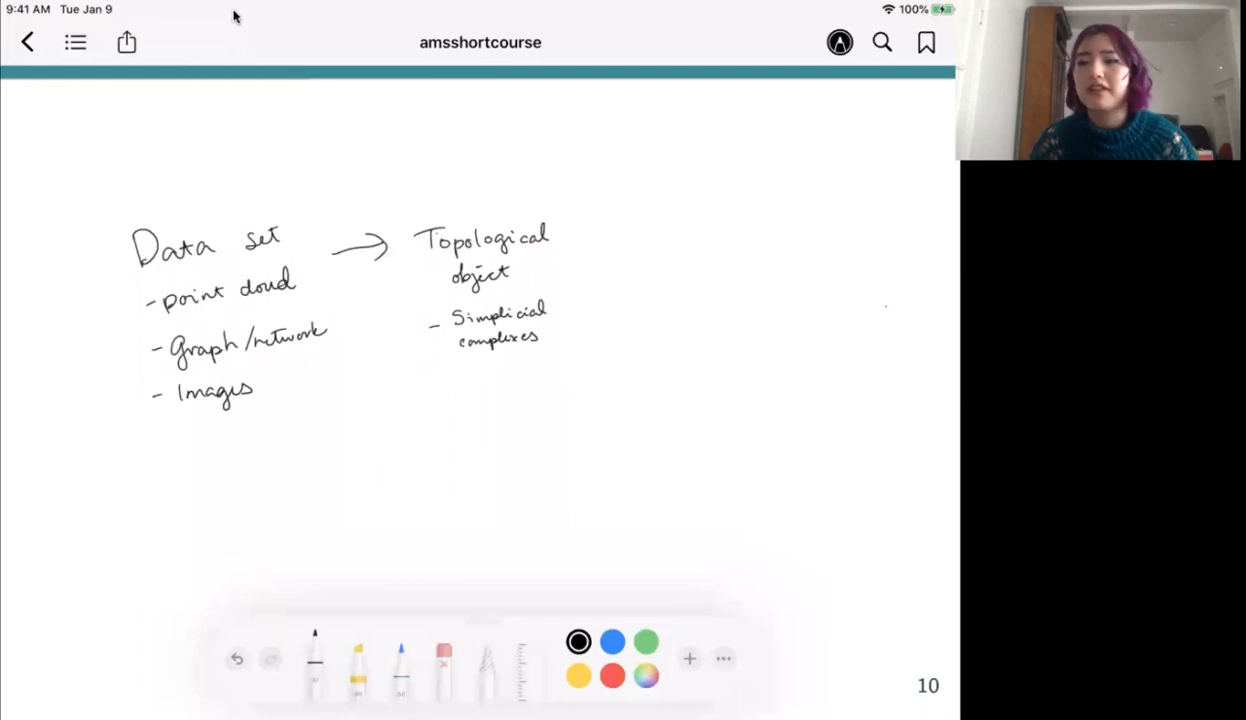 9:41 AM Tue Jan 9
100%
amsshortcourse
Data set → Topological
object
- point cloud
- Simplicial
complexes
- graph/network
- Images
10